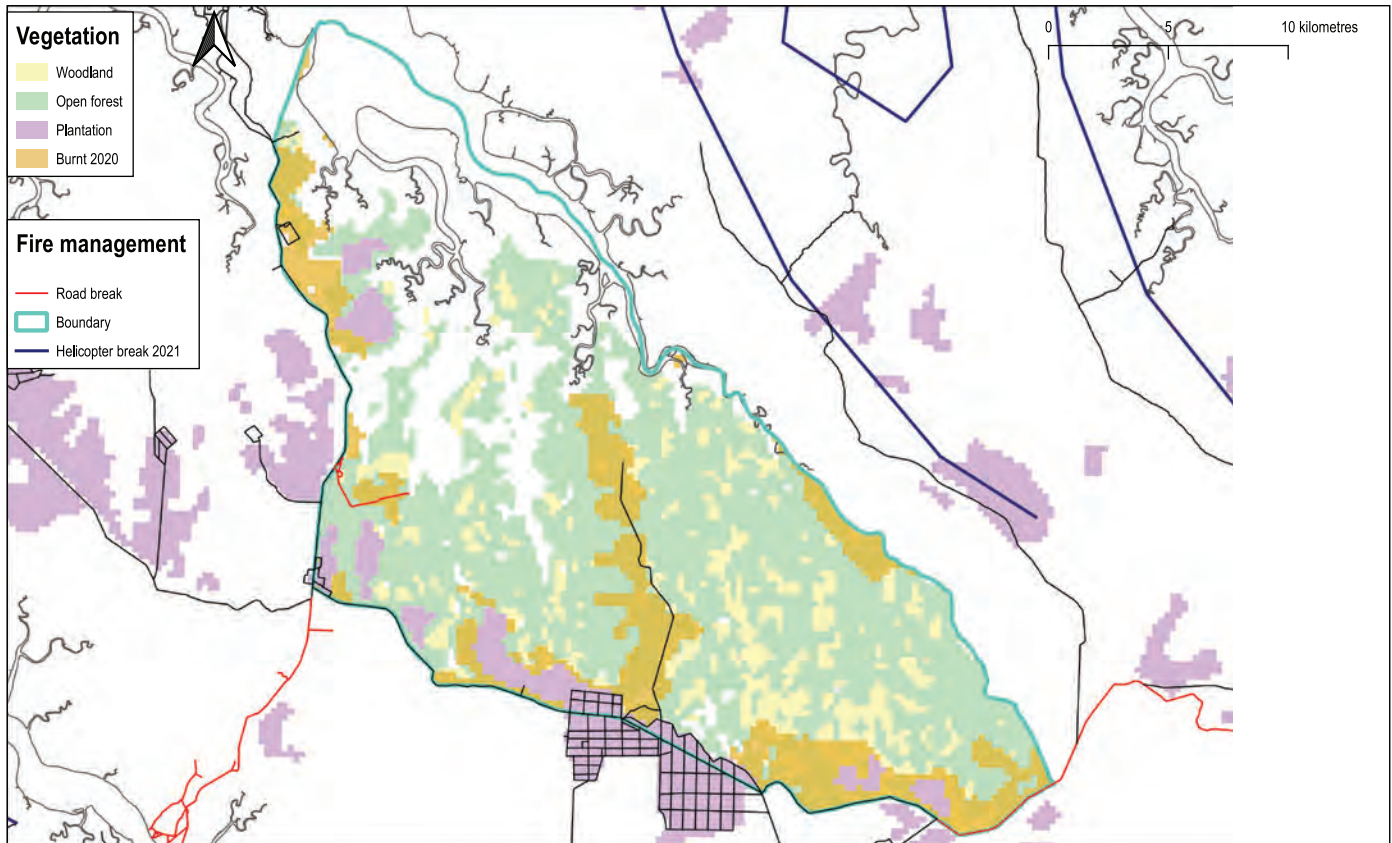 Vegetation
Woodland
Open forest
Plantation
Burnt 2020
Fire management
Road break
Boundary
Helicopter break 2021
0 5 10 kilometres